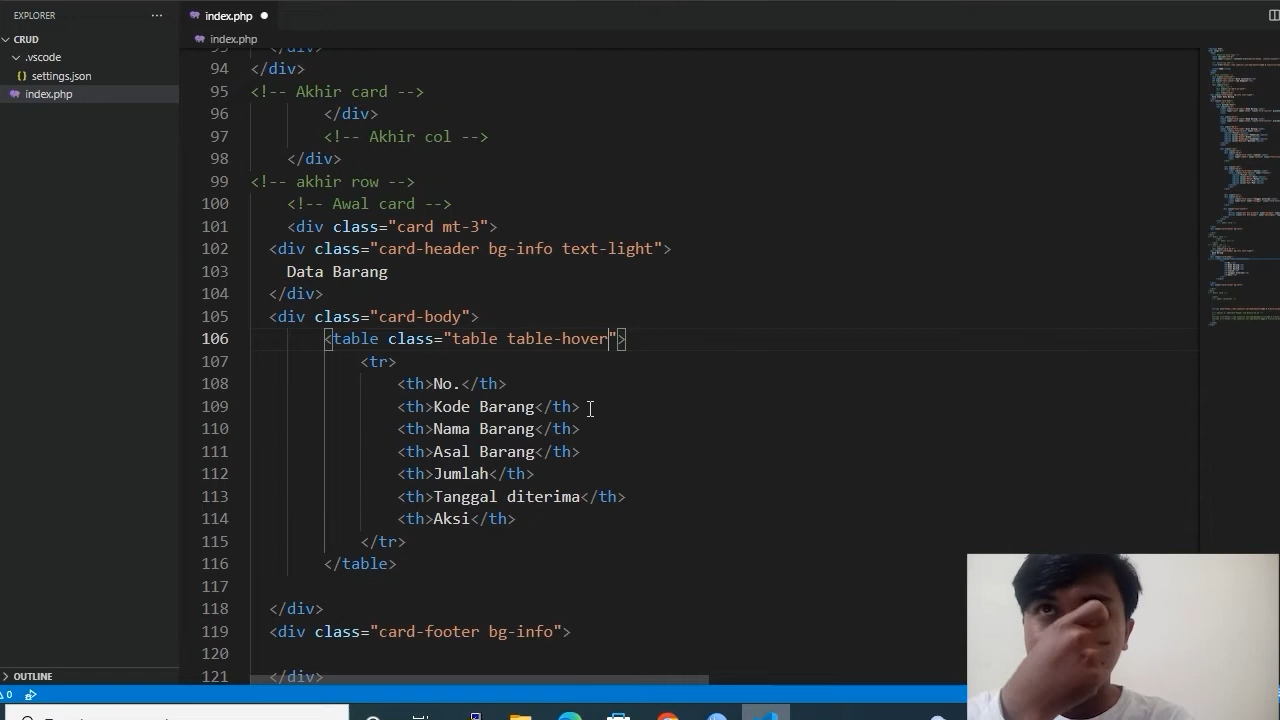 EXPLORER
index.php
CRUD
.vscode
settings.json
index.php
index.php
94 </div>
95 <!-- Akhir card -->
96 </div>
97 <!-- Akhir col -->
98 </div>
99 <!-- akhir row -->
100 <!-- Awal card -->
101 <div class="card mt-3">
102 <div class="card-header bg-info text-light">
103 Data Barang
104 </div>
105 <div class="card-body">
106 <table class="table table-hover">
107 <tr>
108 <th>No.</th>
109 <th>Kode Barang</th>
110 <th>Nama Barang</th>
111 <th>Asal Barang</th>
112 <th>Jumlah</th>
113 <th>Tanggal diterima</th>
114 <th>Aksi</th>
115 </tr>
116 </table>
117
118 </div>
119 <div class="card-footer bg-info">
120
121 </div>
OUTLINE
0